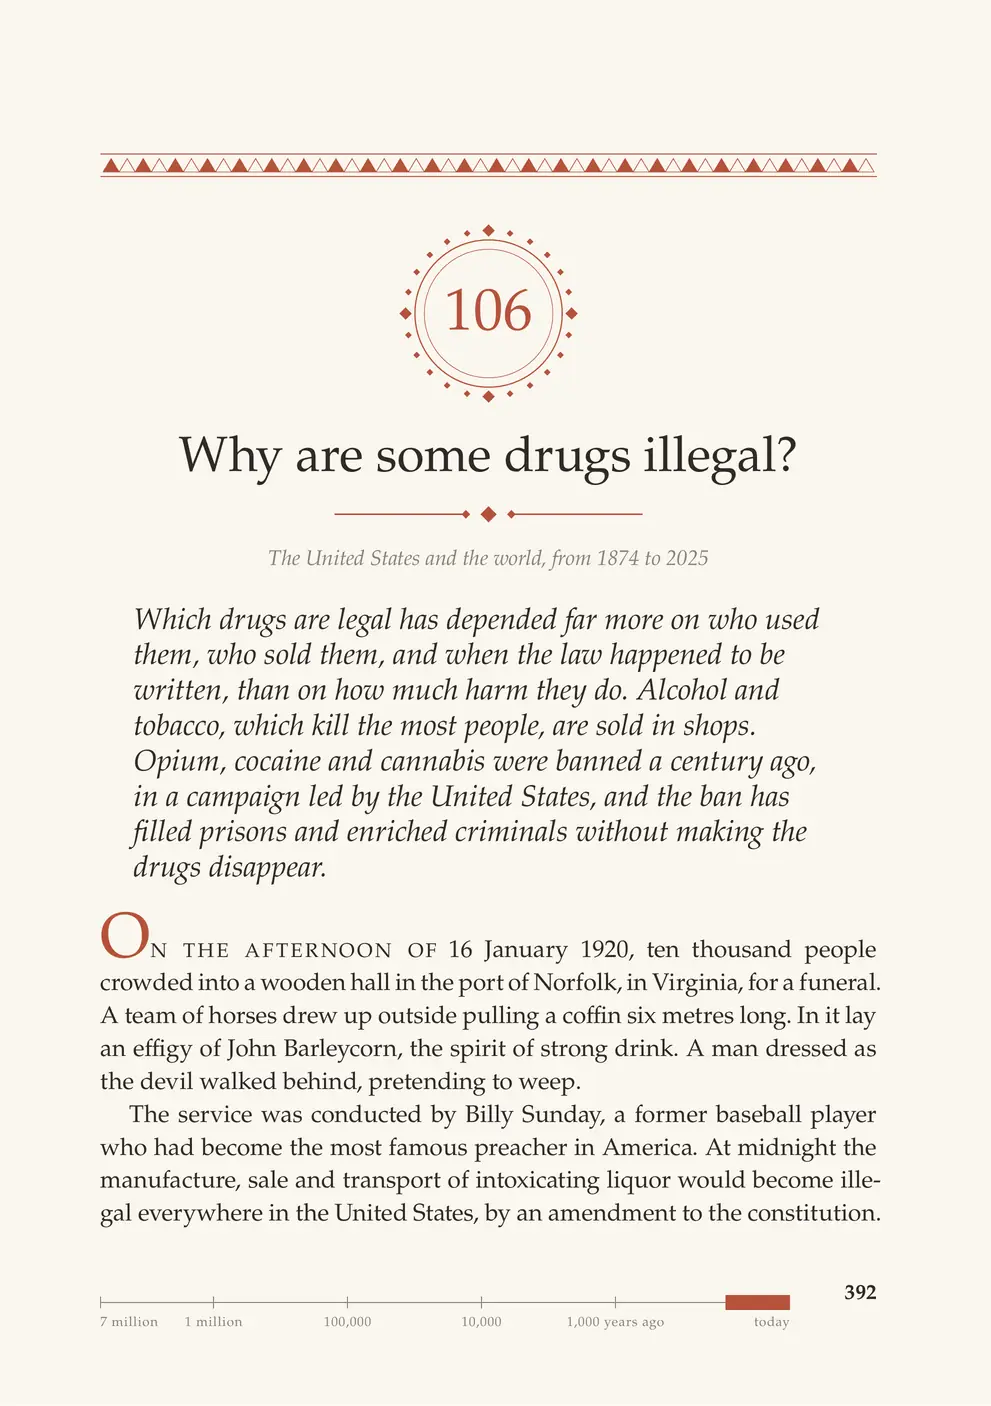 106
Why are some drugs illegal?
The United States and the world, from 1874 to 2025
Which drugs are legal has depended far more on who used
them, who sold them, and when the law happened to be
written, than on how much harm they do. Alcohol and
tobacco, which kill the most people, are sold in shops.
Opium, cocaine and cannabis were banned a century ago,
in a campaign led by the United States, and the ban has
filled prisons and enriched criminals without making the
drugs disappear.
ON THE AFTERNOON OF 16 January 1920, ten thousand people
crowded into a wooden hall in the port of Norfolk, in Virginia, for a funeral.
A team of horses drew up outside pulling a coffin six metres long. In it lay
an effigy of John Barleycorn, the spirit of strong drink. A man dressed as
the devil walked behind, pretending to weep.
The service was conducted by Billy Sunday, a former baseball player
who had become the most famous preacher in America. At midnight the
manufacture, sale and transport of intoxicating liquor would become ille-
gal everywhere in the United States, by an amendment to the constitution.
392
7 million 1 million 100,000 10,000 1,000 years ago today